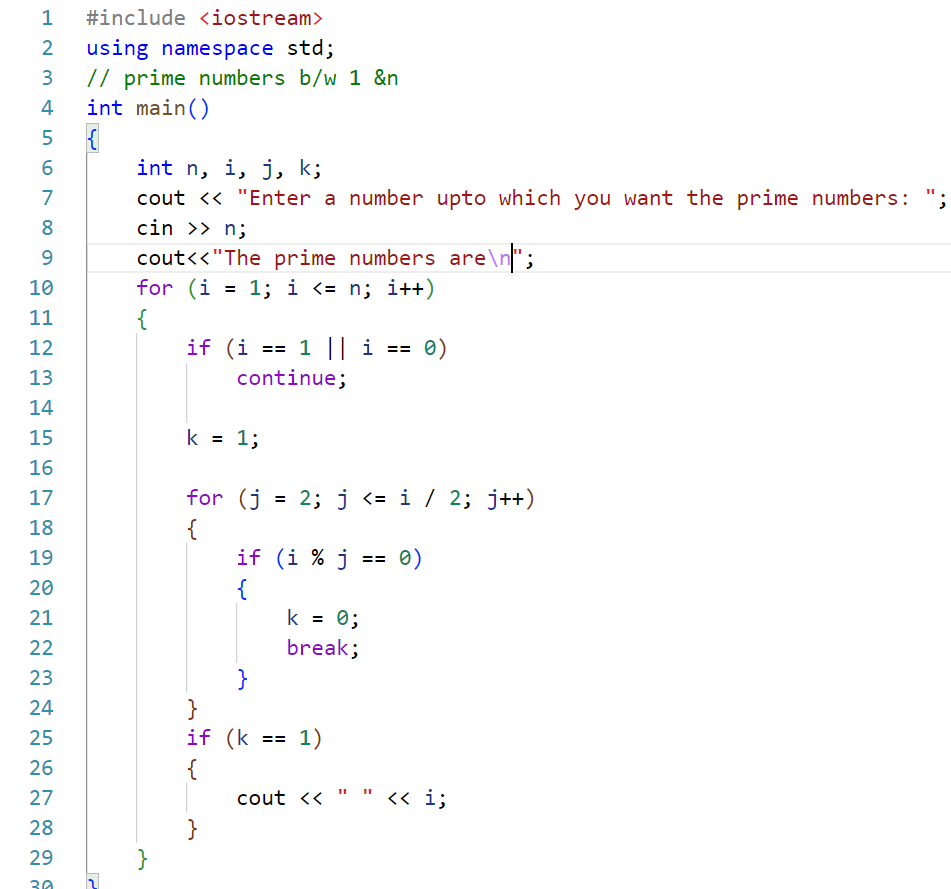 1 #include <iostream>
2 using namespace std;
3 // prime numbers b/w 1 &n
4 int main()
5 {
6     int n, i, j, k;
7     cout << "Enter a number upto which you want the prime numbers: ";
8     cin >> n;
9     cout<<"The prime numbers are\n";
10     for (i = 1; i <= n; i++)
11     {
12         if (i == 1 || i == 0)
13             continue;
14
15         k = 1;
16
17         for (j = 2; j <= i / 2; j++)
18         {
19             if (i % j == 0)
20             {
21                 k = 0;
22                 break;
23             }
24         }
25         if (k == 1)
26         {
27             cout << " " << i;
28         }
29     }
30 }